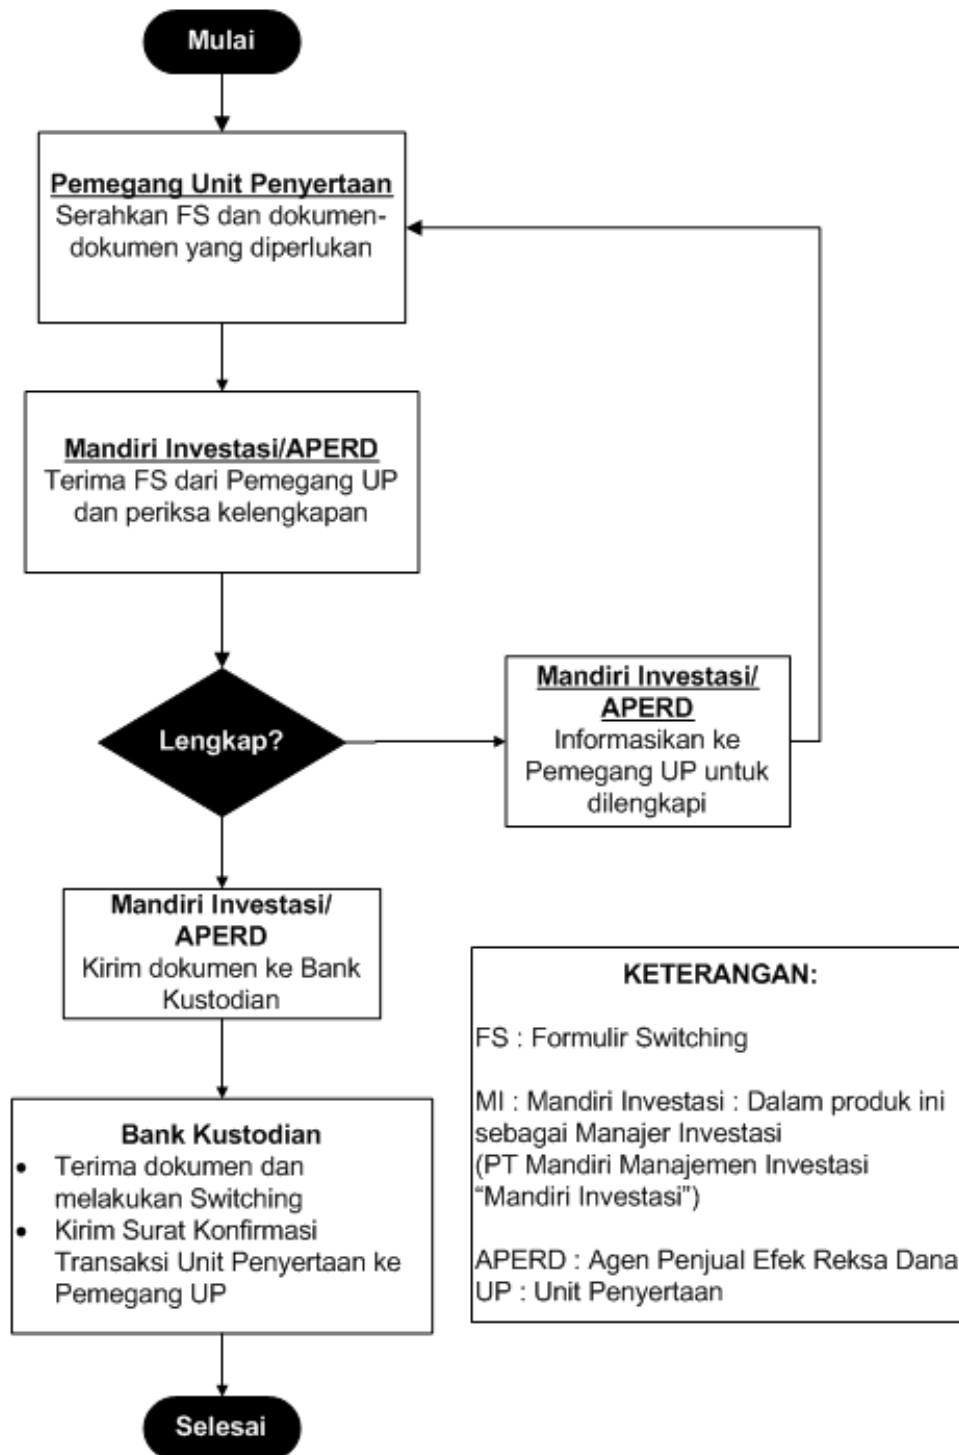 Mulai
Pemegang Unit Penyertaan
Serahkan FS dan dokumen-
dokumen yang diperlukan
Mandiri Investasi/APERD
Terima FS dari Pemegang UP
dan periksa kelengkapan
Lengkap?
Mandiri Investasi/
APERD
Informasikan ke
Pemegang UP untuk
dilengkapi
Mandiri Investasi/
APERD
Kirim dokumen ke Bank
Kustodian
Bank Kustodian
• Terima dokumen dan
melakukan Switching
• Kirim Surat Konfirmasi
Transaksi Unit Penyertaan ke
Pemegang UP
Selesai
KETERANGAN:
FS : Formulir Switching
MI : Mandiri Investasi : Dalam produk ini
sebagai Manajer Investasi
(PT Mandiri Manajemen Investasi
“Mandiri Investasi”)
APERD : Agen Penjual Efek Reksa Dana
UP : Unit Penyertaan